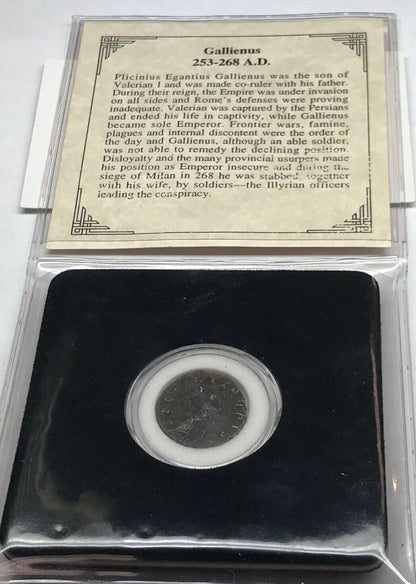 Gallienus
253-268 A.D.
Plicinius Egantius Gallienus was the son of
Valerian I and was made co-ruler with his father.
During their reign, the Empire was under invasion
on all sides and Rome's defenses were proving
inadequate. Valerian was captured by the Persians
and ended his life in captivity, while Gallienus
became sole Emperor. Frontier wars, famine,
plagues and internal discontent were the order of
the day and Gallienus, although an able soldier,
was not able to remedy the declining position.
Disloyalty and the many provincial usurpers made
his position as Emperor insecure and during the
siege of Milan in 268 he was stabbed, together
with his wife, by soldiers—the Illyrian officers
leading the conspiracy.